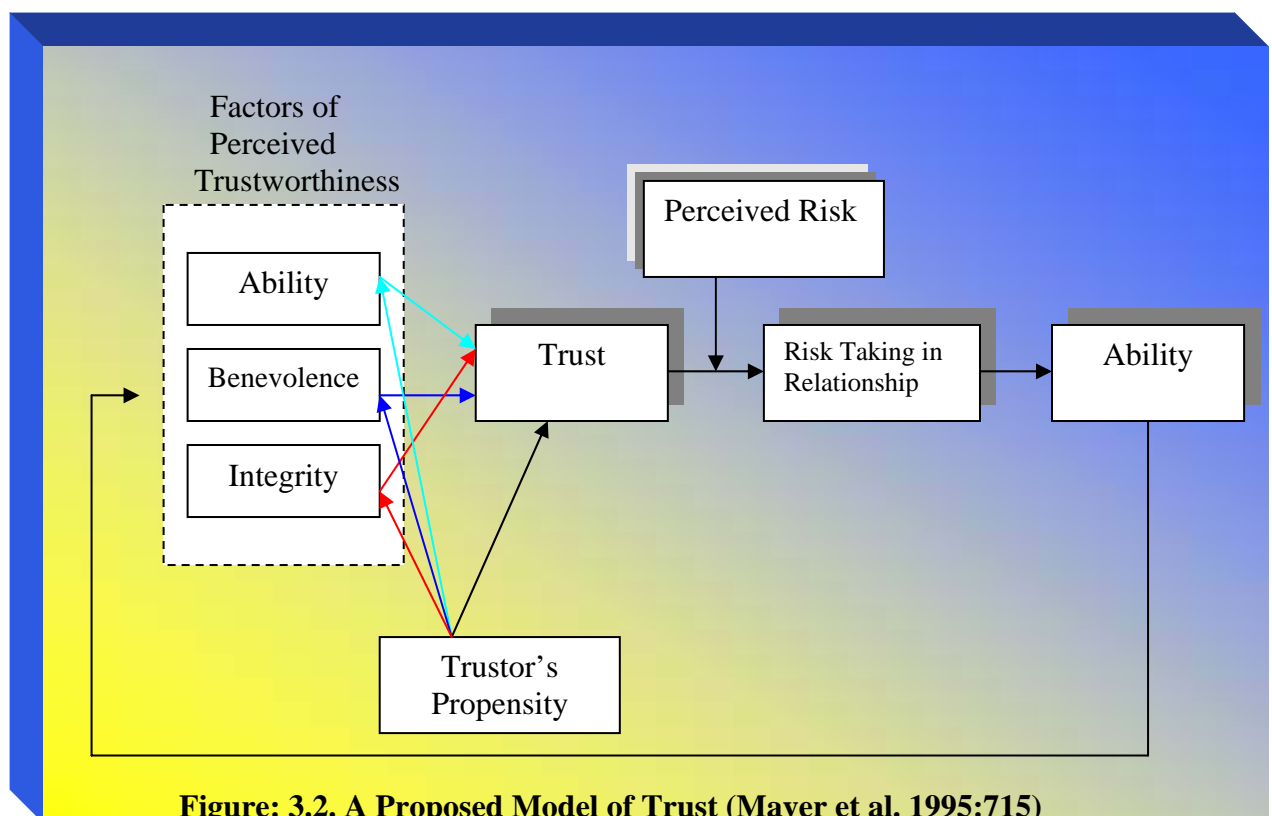 Factors of
Perceived
Trustworthiness
Perceived Risk
Ability
Trust
Risk Taking in
Relationship
Ability
Benevolence
Integrity
Trustor’s
Propensity
Figure: 3.2. A Proposed Model of Trust (Mayer et al. 1995:715)